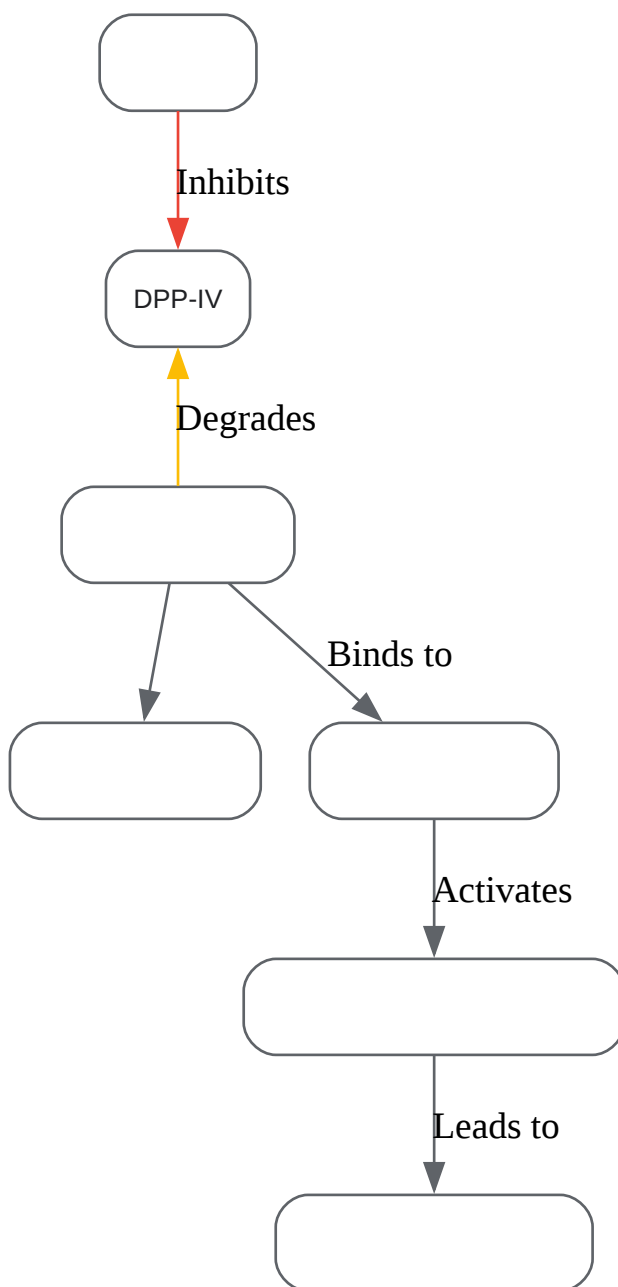 Inhibits
DPP-IV
Degrades
Binds to
Activates
Leads to